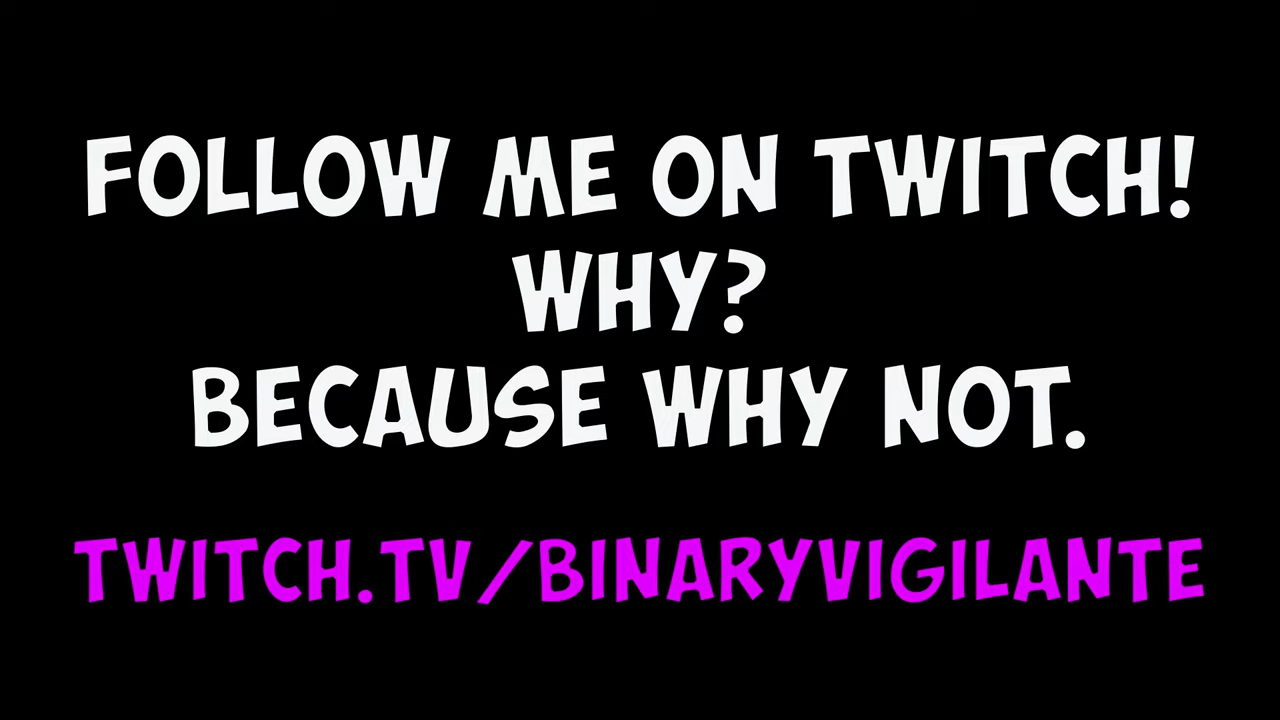 FOLLOW ME ON TWITCH!
WHY?
BECAUSE WHY NOT.
TWITCH.TV/BINARYVIGILANTE